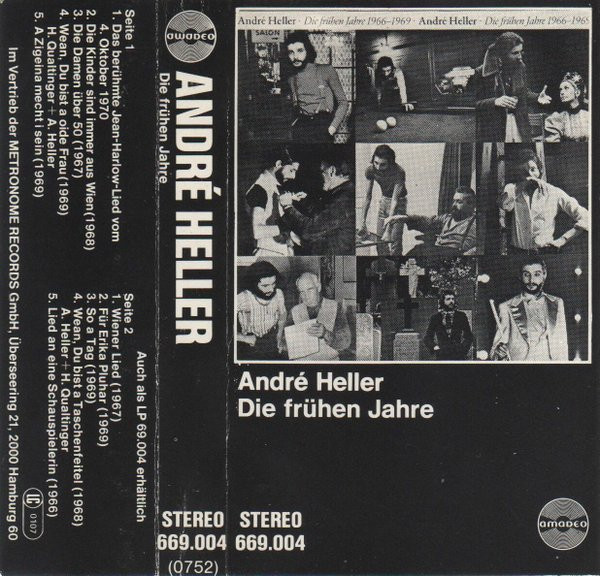 Seite 1
1. Das berühmte Jean-Harlow-Lied vom
4. Oktober 1970
2. Die Kinder sind immer aus Wien (1968)
3. Die Damen über 50 (1967)
4. Wean, Du bist a oide Frau (1969)
H. Qualtinger + A. Heller
5. A Zigeina mecht i sein (1969)
Seite 2
1. Wiener Lied (1967)
2. Für Erika Pluhar (1969)
3. So a Tag (1969)
4. Wean, Du bist a Taschenfeitel (1968)
A. Heller + H. Qualtinger
5. Lied an eine Schauspielerin (1966)
Auch als LP 69.004 erhältlich
Im Vertrieb der METRONOME RECORDS GmbH, Überseering 21, 2000 Hamburg 60
LC
0107
amadeo
ANDRÉ HELLER
Die frühen Jahre
STEREO
669.004
(0752)
André Heller · Die frühen Jahre 1966–1969 · André Heller · Die frühen Jahre 1966–1969
SALON
André Heller
Die frühen Jahre
STEREO
669.004
amadeo